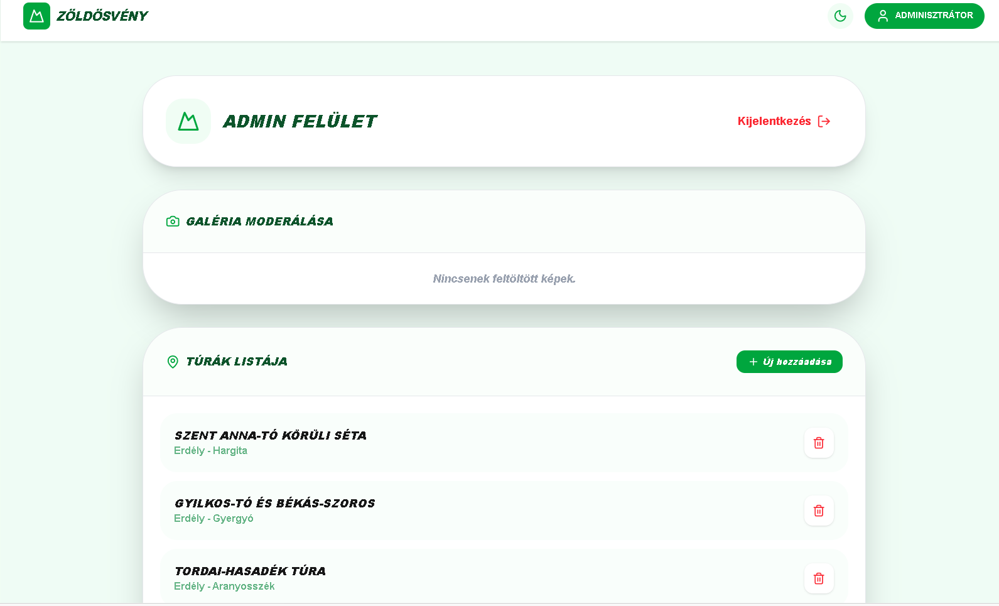 ZÖLDÖSVÉNY
ADMINISZTRÁTOR
ADMIN FELÜLET
Kijelentkezés
GALÉRIA MODERÁLÁSA
Nincsenek feltöltött képek.
TÚRÁK LISTÁJA
Új hozzáadása
SZENT ANNA-TÓ KÖRÜLI SÉTA
Erdély - Hargita
GYILKOS-TÓ ÉS BÉKÁS-SZOROS
Erdély - Gyergyó
TORDAI-HASADÉK TÚRA
Erdély - Aranyosszék